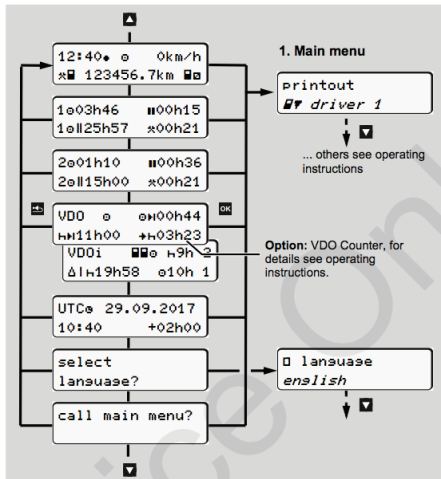 12:40 0km/h
123456.7km
1. Main menu
printout
driver 1
... others see operating
instructions
1 03h46 00h15
1 25h57 00h21
2 01h10 00h36
2 15h00 00h21
VDO 00h44
11h00 03h23
OK
VDOi 9h 2
19h58 10h 1
Option: VDO Counter, for
details see operating
instructions.
UTC 29.09.2017
10:40 +02h00
select
language?
language
english
call main menu?